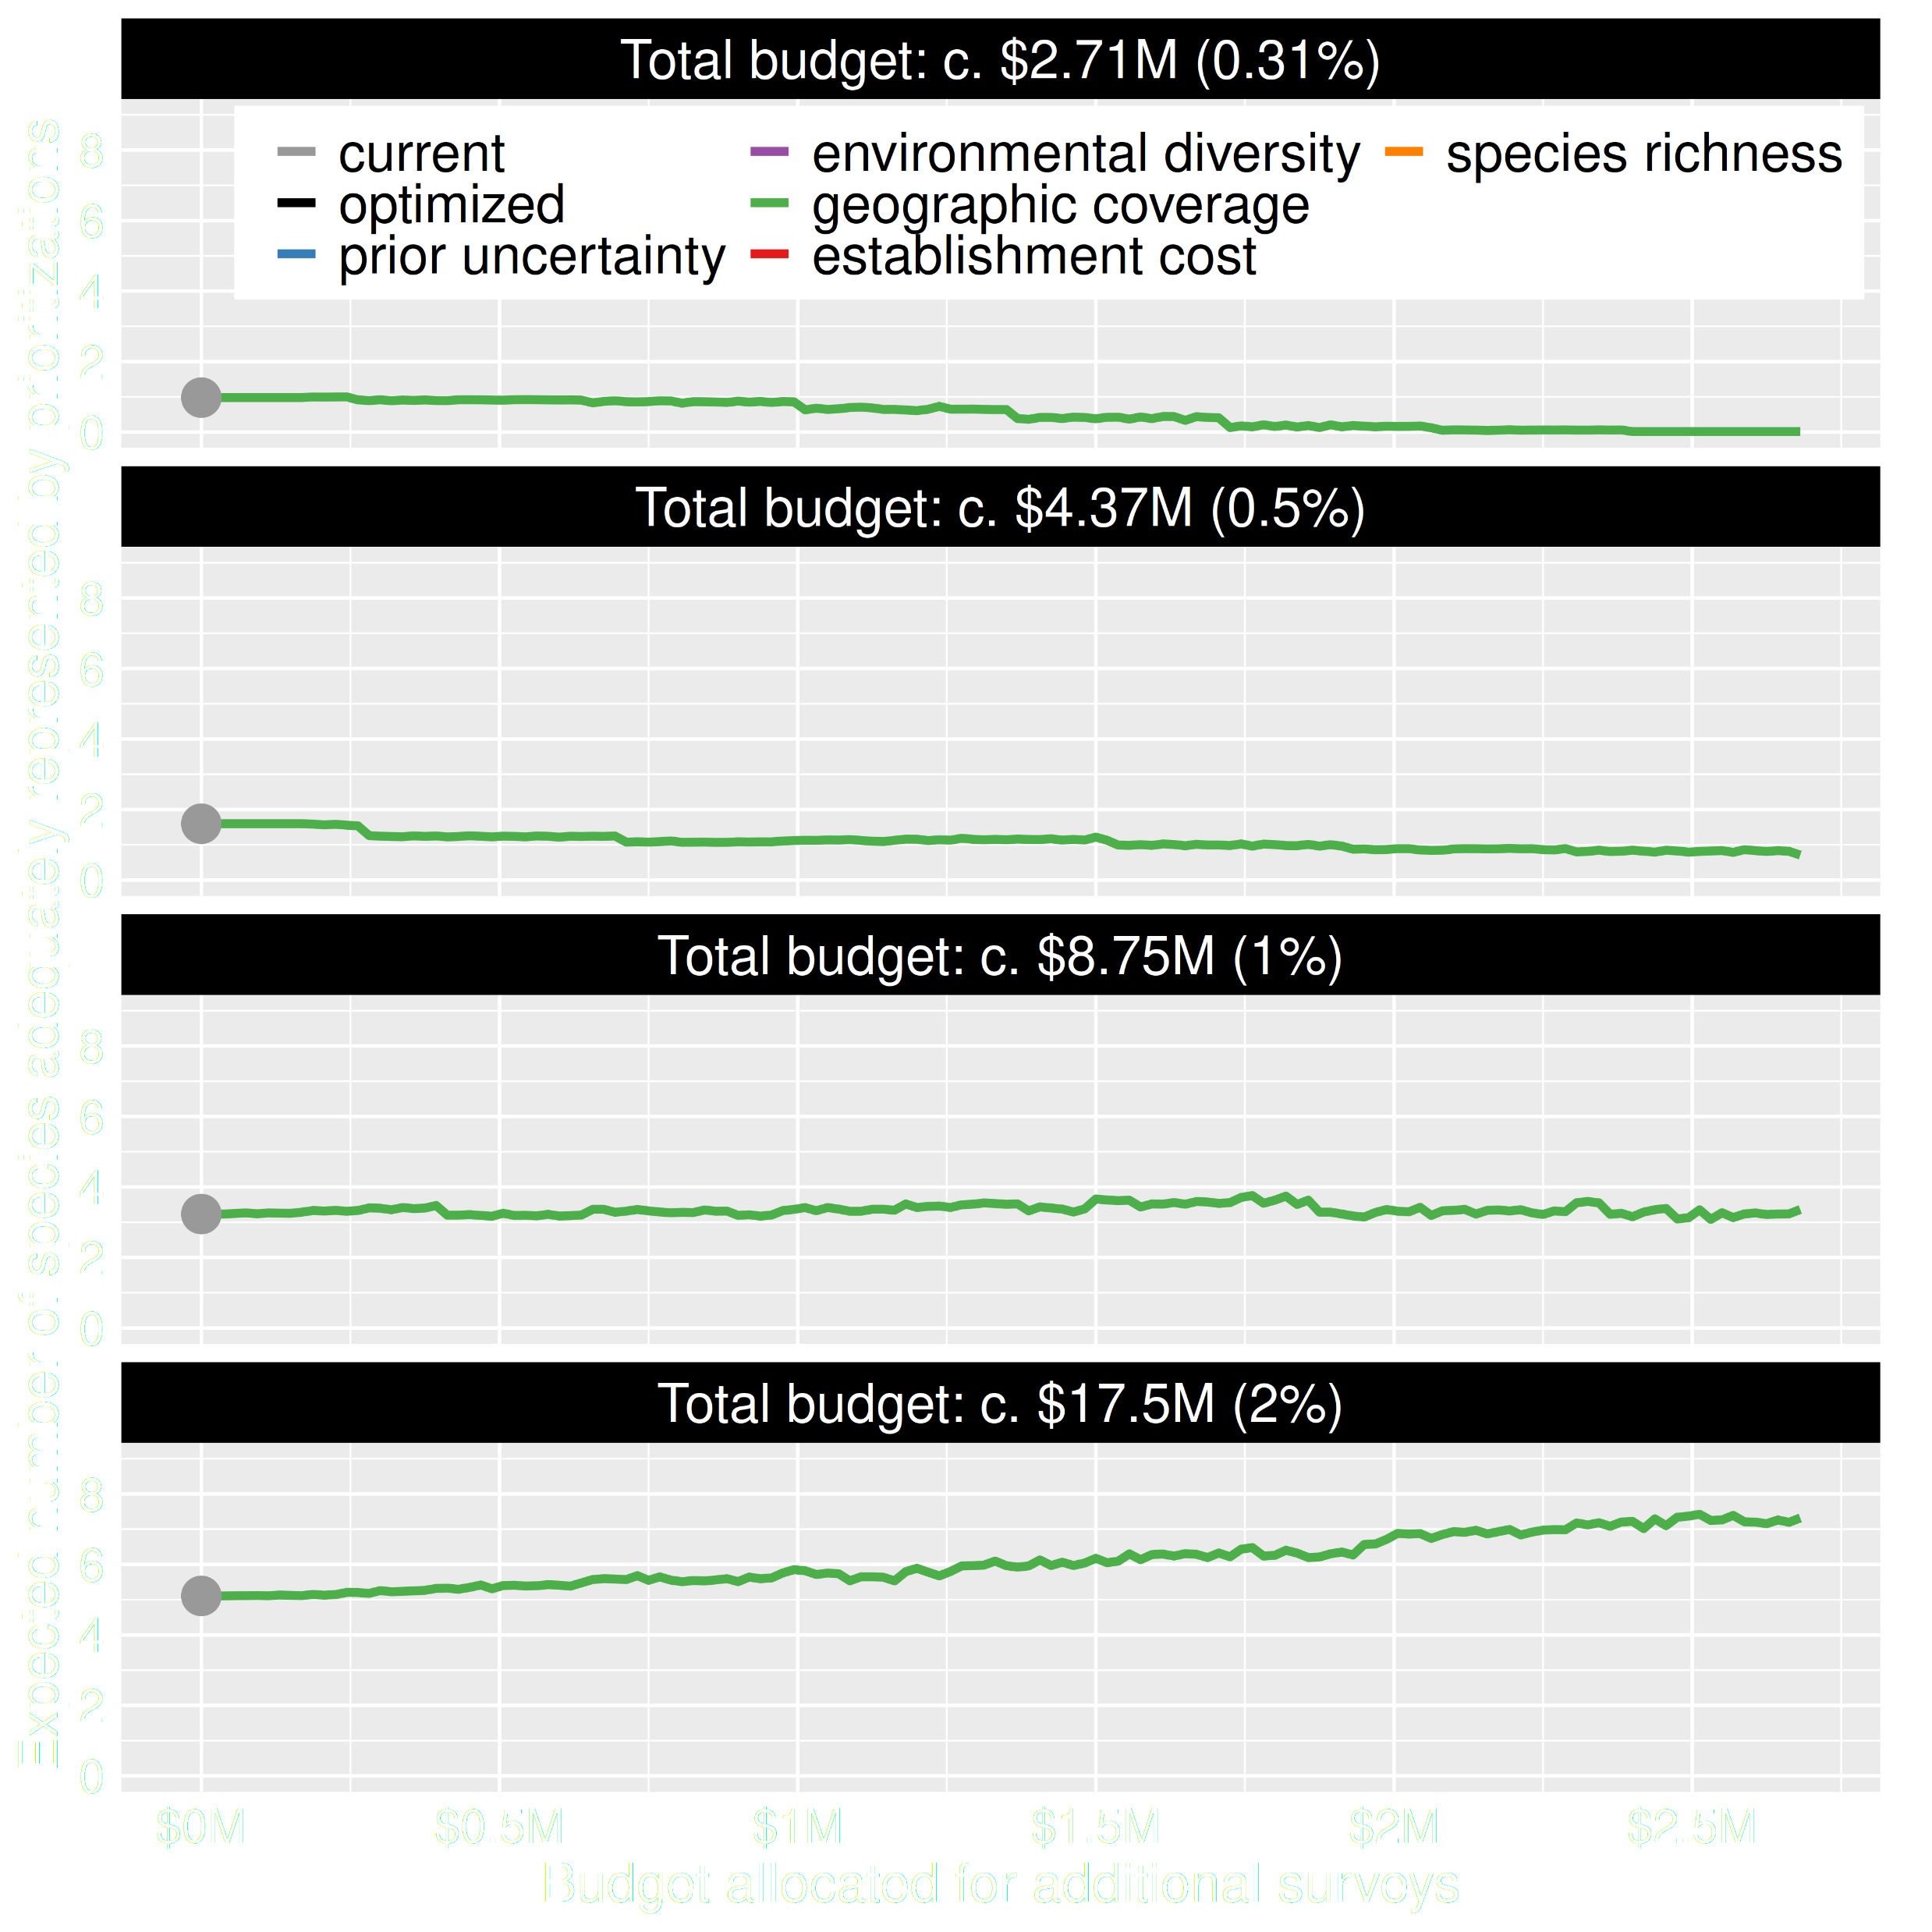 Total budget: c. $2.71M (0.31%)
current
optimized
prior uncertainty
environmental diversity
geographic coverage
establishment cost
species richness
8
6
4
2
0
Total budget: c. $4.37M (0.5%)
8
6
4
2
0
Total budget: c. $8.75M (1%)
8
6
4
2
0
Total budget: c. $17.5M (2%)
8
6
4
2
0
$0M $0.5M $1M $1.5M $2M $2.5M
Budget allocated for additional surveys
Expected number of species adequately represented by prioritizations